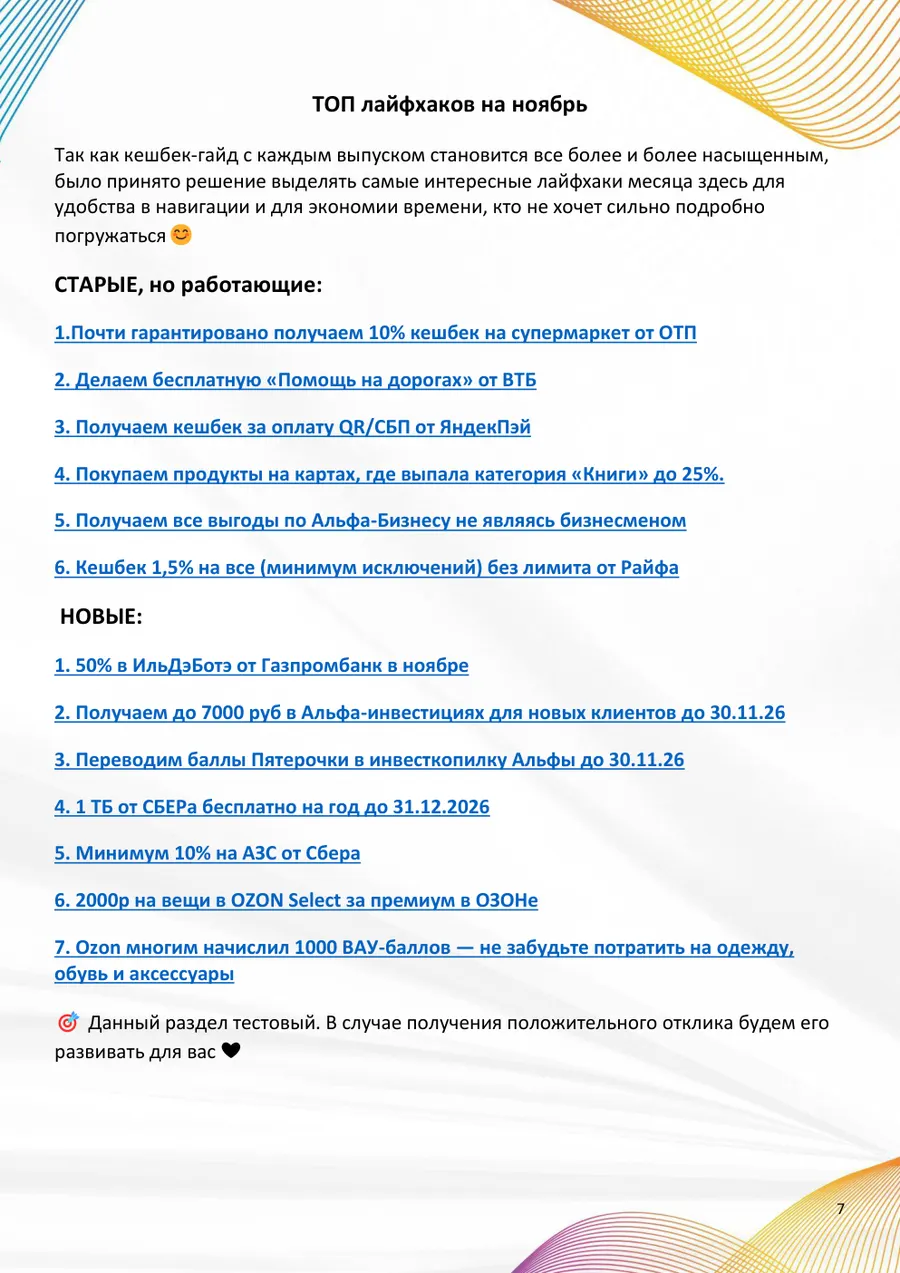 ТОП лайфхаков на ноябрь
Так как кешбек-гайд с каждым выпуском становится все более и более насыщенным,
было принято решение выделять самые интересные лайфхаки месяца здесь для
удобства в навигации и для экономии времени, кто не хочет сильно подробно
погружаться😊
СТАРЫЕ, но работающие:
1.Почти гарантировано получаем 10% кешбек на супермаркет от ОТП
2. Делаем бесплатную «Помощь на дорогах» от ВТБ
3. Получаем кешбек за оплату QR/СБП от ЯндекПэй
4. Покупаем продукты на картах, где выпала категория «Книги» до 25%.
5. Получаем все выгоды по Альфа-Бизнесу не являясь бизнесменом
6. Кешбек 1,5% на все (минимум исключений) без лимита от Райфа
НОВЫЕ:
1. 50% в ИльДэБотэ от Газпромбанк в ноябре
2. Получаем до 7000 руб в Альфа-инвестициях для новых клиентов до 30.11.26
3. Переводим баллы Пятерочки в инвесткопилку Альфы до 30.11.26
4. 1 ТБ от СБЕРа бесплатно на год до 31.12.2026
5. Минимум 10% на АЗС от Сбера
6. 2000р на вещи в OZON Select за премиум в ОЗОНе
7. Ozon многим начислил 1000 ВАУ-баллов — не забудьте потратить на одежду,
обувь и аксессуары
🎯 Данный раздел тестовый. В случае получения положительного отклика будем его
развивать для вас 🖤
7